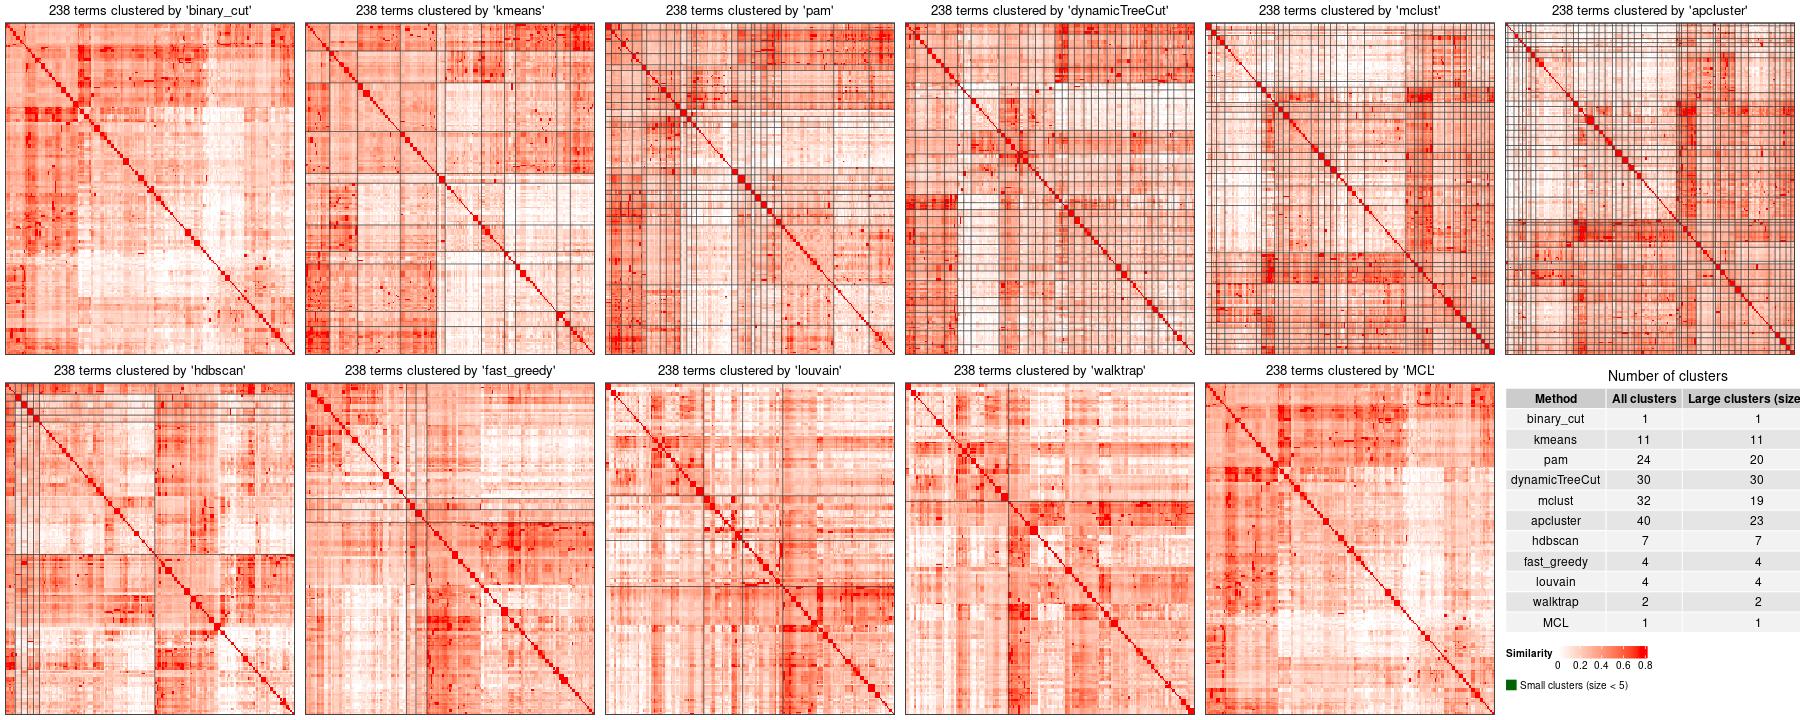 238 terms clustered by 'binary_cut'
238 terms clustered by 'kmeans'
238 terms clustered by 'pam'
238 terms clustered by 'dynamicTreeCut'
238 terms clustered by 'mclust'
238 terms clustered by 'apcluster'
238 terms clustered by 'hdbscan'
238 terms clustered by 'fast_greedy'
238 terms clustered by 'louvain'
238 terms clustered by 'walktrap'
238 terms clustered by 'MCL'
Number of clusters
Method All clusters Large clusters (size
binary_cut 1 1
kmeans 11 11
pam 24 20
dynamicTreeCut 30 30
mclust 32 19
apcluster 40 23
hdbscan 7 7
fast_greedy 4 4
louvain 4 4
walktrap 2 2
MCL 1 1
Similarity
0 0.2 0.4 0.6 0.8
Small clusters (size < 5)